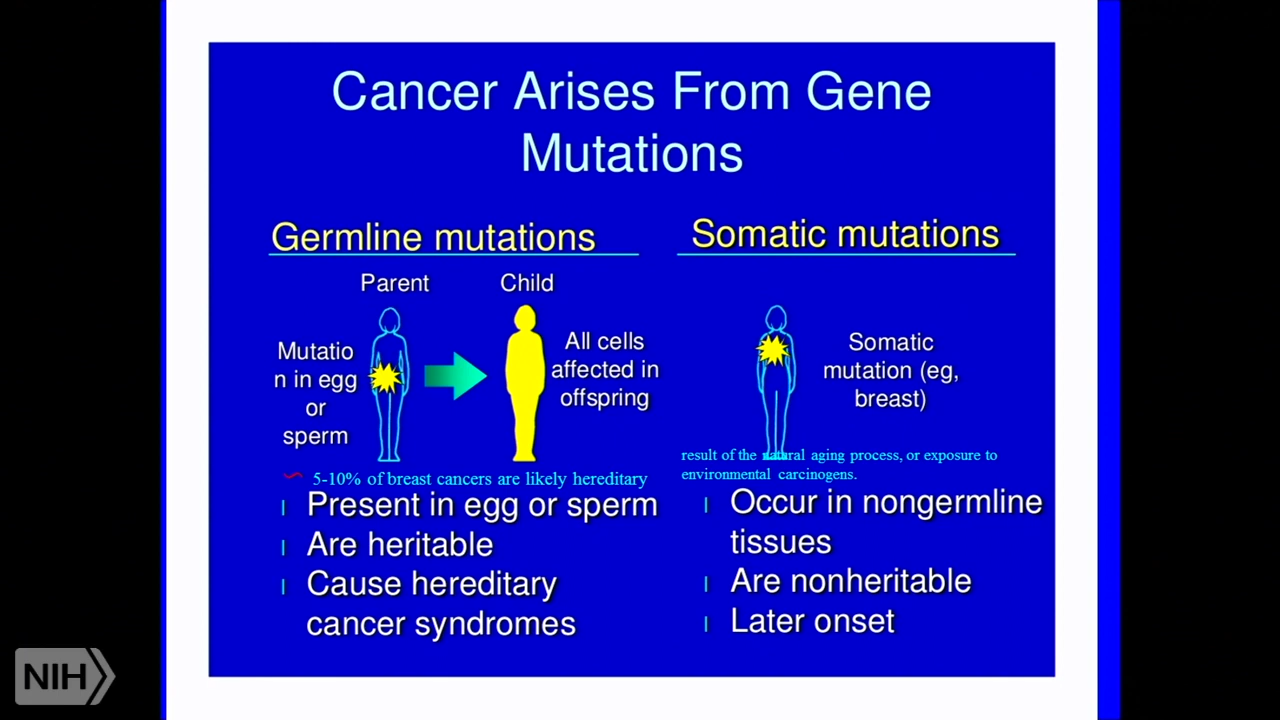 Cancer Arises From Gene
Mutations
Germline mutations
Parent
Child
Mutatio
n in egg
or
sperm
All cells
affected in
offspring
5-10% of breast cancers are likely hereditary
l Present in egg or sperm
l Are heritable
l Cause hereditary
cancer syndromes
Somatic mutations
Somatic
mutation (eg,
breast)
result of the natural aging process, or exposure to
environmental carcinogens.
l Occur in nongermline
tissues
l Are nonheritable
l Later onset
NIH